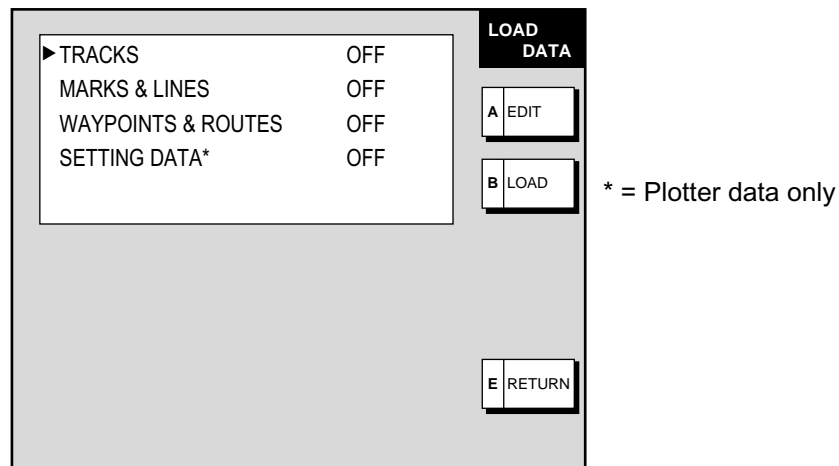 LOAD
DATA
▶TRACKS OFF
MARKS & LINES OFF
WAYPOINTS & ROUTES OFF
SETTING DATA* OFF
A EDIT
B LOAD
* = Plotter data only
E RETURN